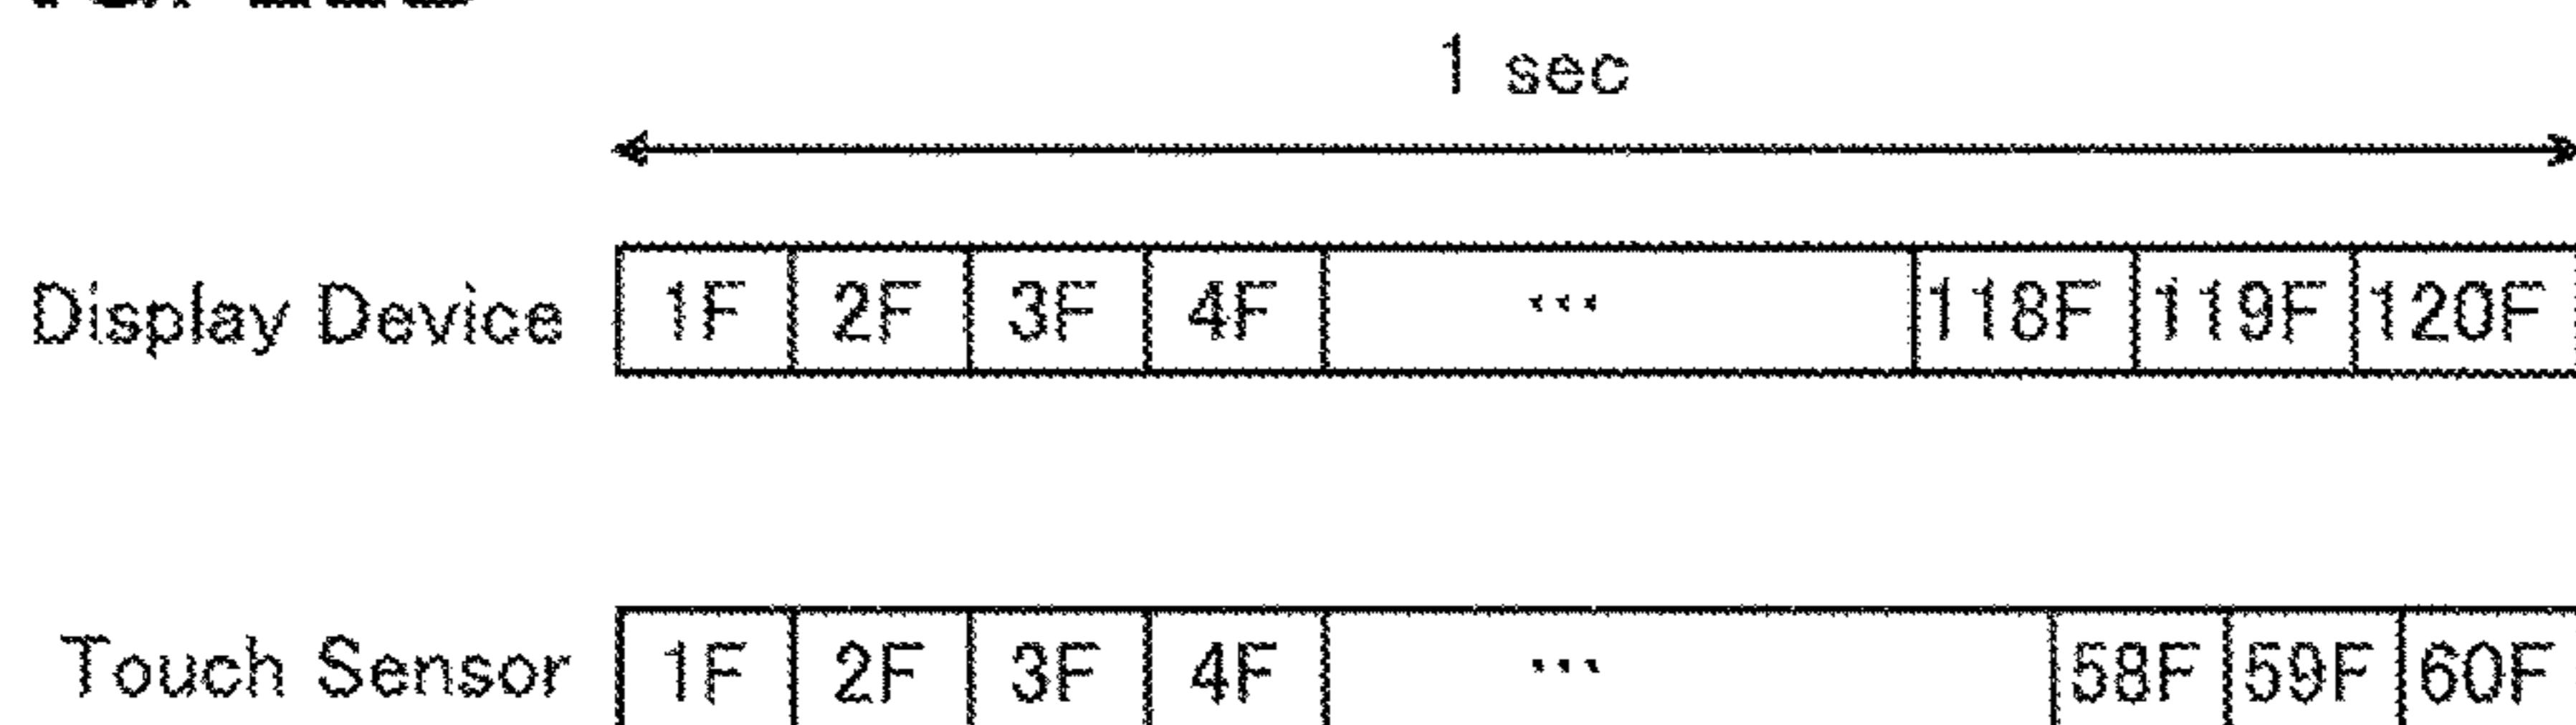 1 sec
Display Device 1F 2F 3F 4F ... 118F 119F 120F
Touch Sensor 1F 2F 3F 4F ... 58F 59F 60F